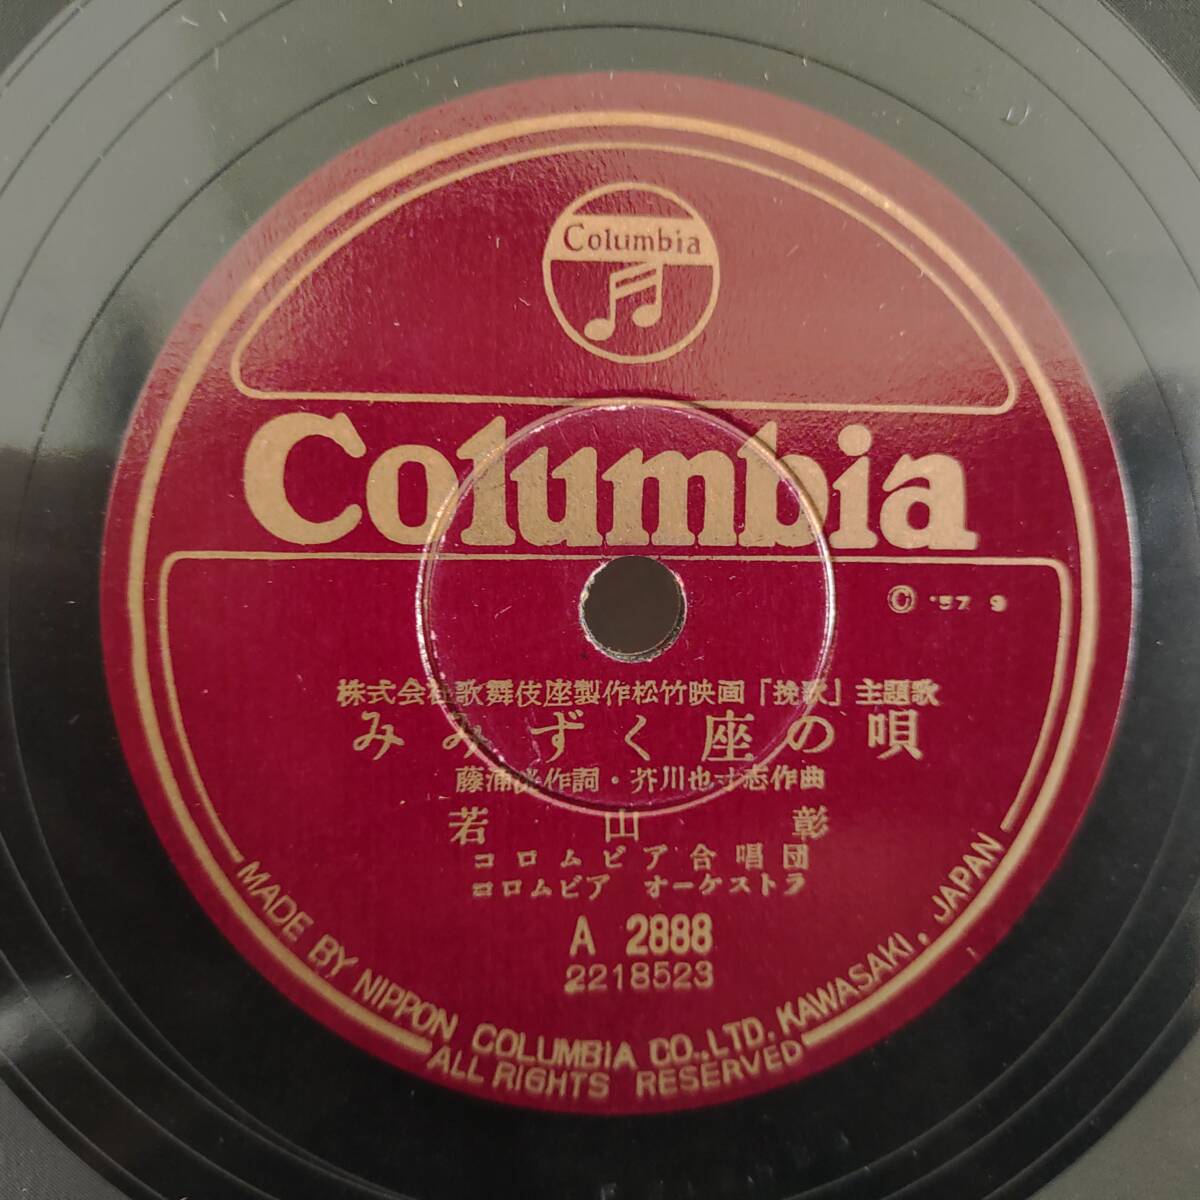 Columbia
Columbia
Ⓒ '57 9
株式会社歌舞伎座製作松竹映画「挽歌」主題歌
みみずく座の唄
藤浦洸作詞・芥川也寸志作曲
若山彰
コロムビア合唱団
コロムビア オーケストラ
A 2888
2218523
MADE BY NIPPON COLUMBIA CO.,LTD. KAWASAKI, JAPAN
ALL RIGHTS RESERVED